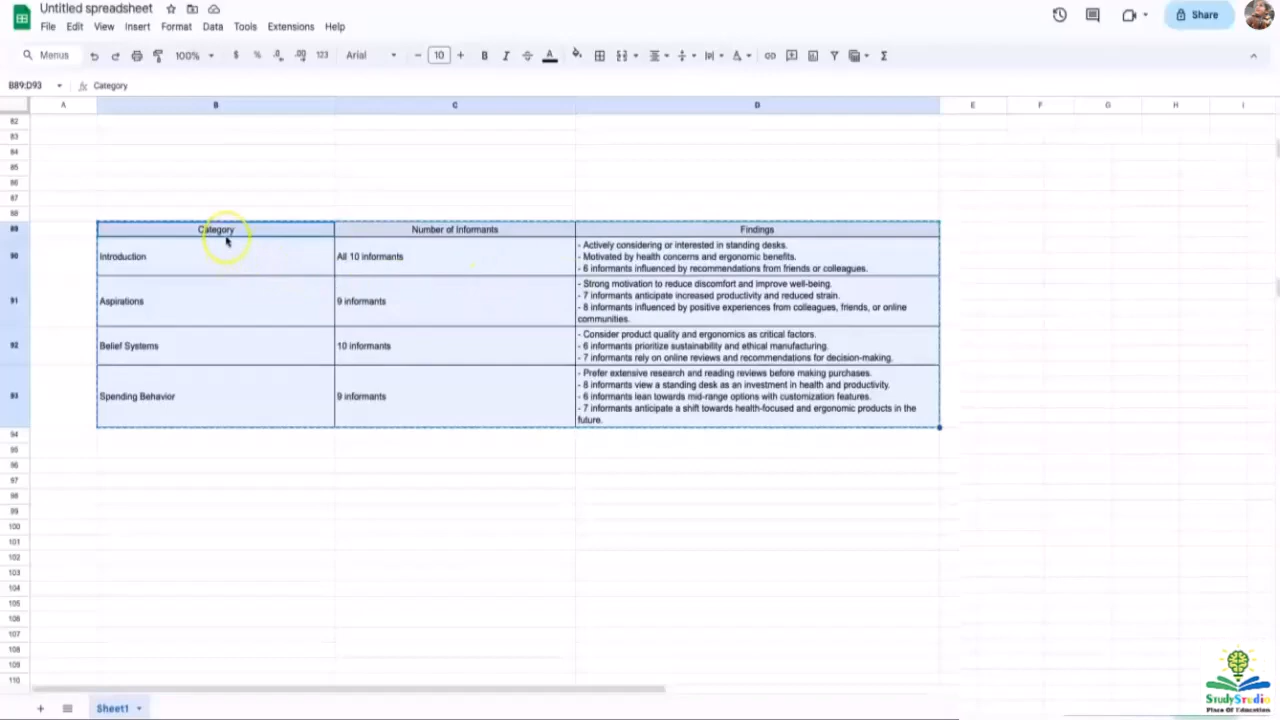 Untitled spreadsheet
File Edit View Insert Format Data Tools Extensions Help
Share
Menus 100% $ % .0 .00 123 Arial 10 B I
B89:D93 fx Category
A B C D E F G H I
82
83
84
85
86
87
88
89 Category Number of Informants Findings
90 Introduction All 10 informants - Actively considering or interested in standing desks.
- Motivated by health concerns and ergonomic benefits.
- 6 informants influenced by recommendations from friends or colleagues.
91 Aspirations 9 informants - Strong motivation to reduce discomfort and improve well-being.
- 7 informants anticipate increased productivity and reduced strain.
- 8 informants influenced by positive experiences from colleagues, friends, or online
communities.
92 Belief Systems 10 informants - Consider product quality and ergonomics as critical factors.
- 6 informants prioritize sustainability and ethical manufacturing.
- 7 informants rely on online reviews and recommendations for decision-making.
93 Spending Behavior 9 informants - Prefer extensive research and reading reviews before making purchases.
- 8 informants view a standing desk as an investment in health and productivity.
- 6 informants lean towards mid-range options with customization features.
- 7 informants anticipate a shift towards health-focused and ergonomic products in the
future.
94
95
96
97
98
99
100
101
102
103
104
105
106
107
108
109
110
Sheet1
StudyStudio
Place Of Education